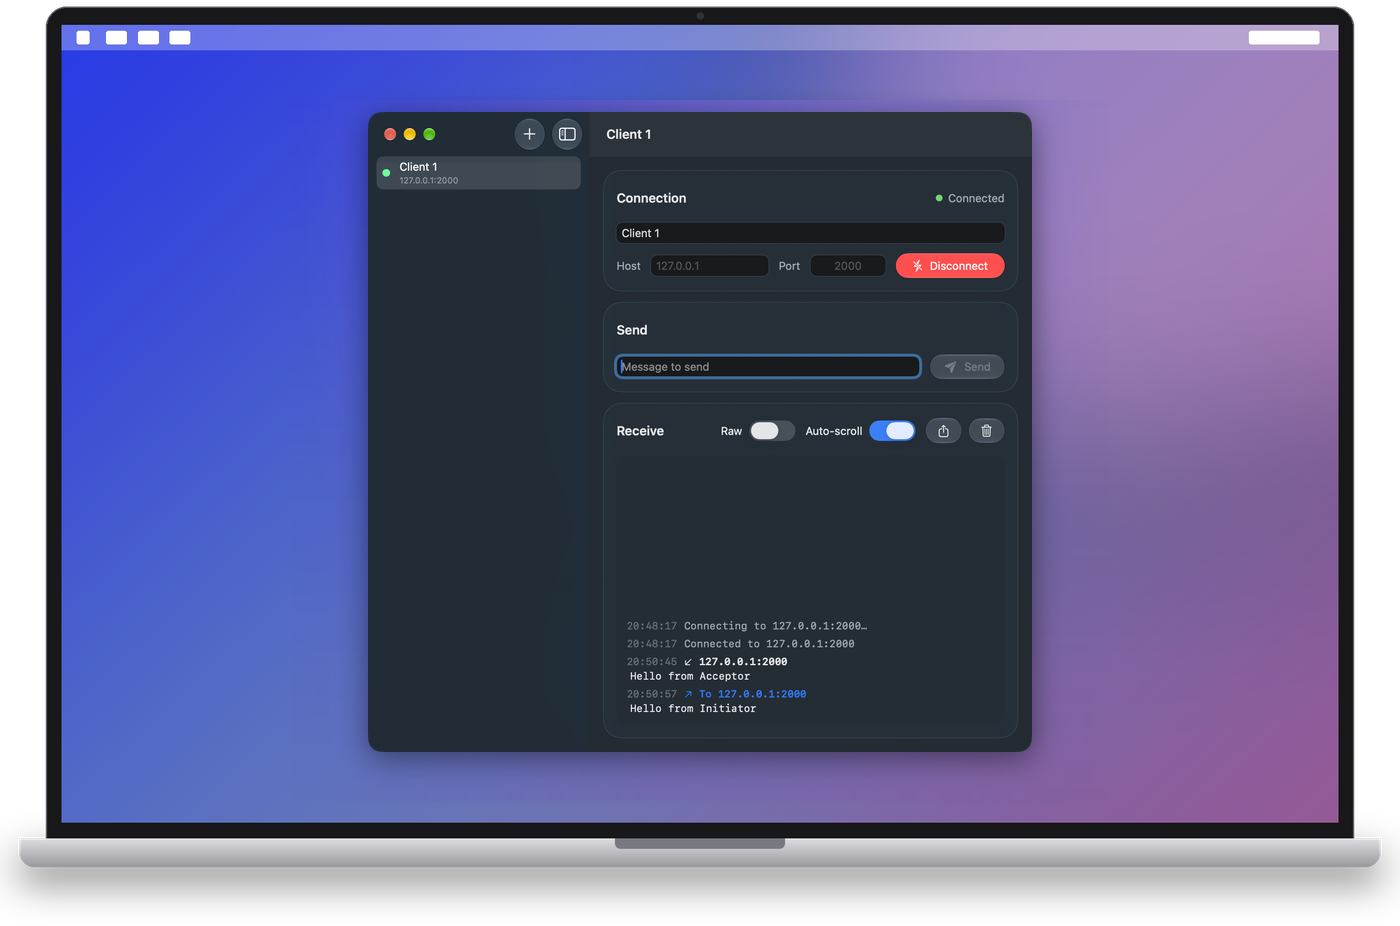 Client 1
127.0.0.1:2000
Client 1
Connection
Connected
Client 1
Host 127.0.0.1 Port 2000 Disconnect
Send
Message to send Send
Receive Raw Auto-scroll
20:48:17 Connecting to 127.0.0.1:2000…
20:48:17 Connected to 127.0.0.1:2000
20:50:45 ↙ 127.0.0.1:2000
Hello from Acceptor
20:50:57 ↗ To 127.0.0.1:2000
Hello from Initiator